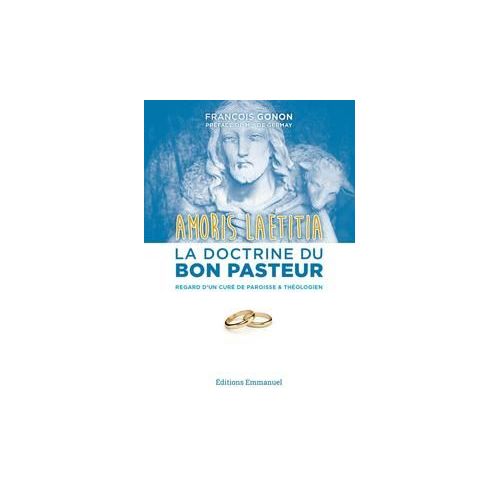 FRANÇOIS GONON
PRÉFACE DE MGR DE GERMAY
AMORIS LAETITIA
LA DOCTRINE DU
BON PASTEUR
REGARD D'UN CURÉ DE PAROISSE & THÉOLOGIEN
Éditions Emmanuel